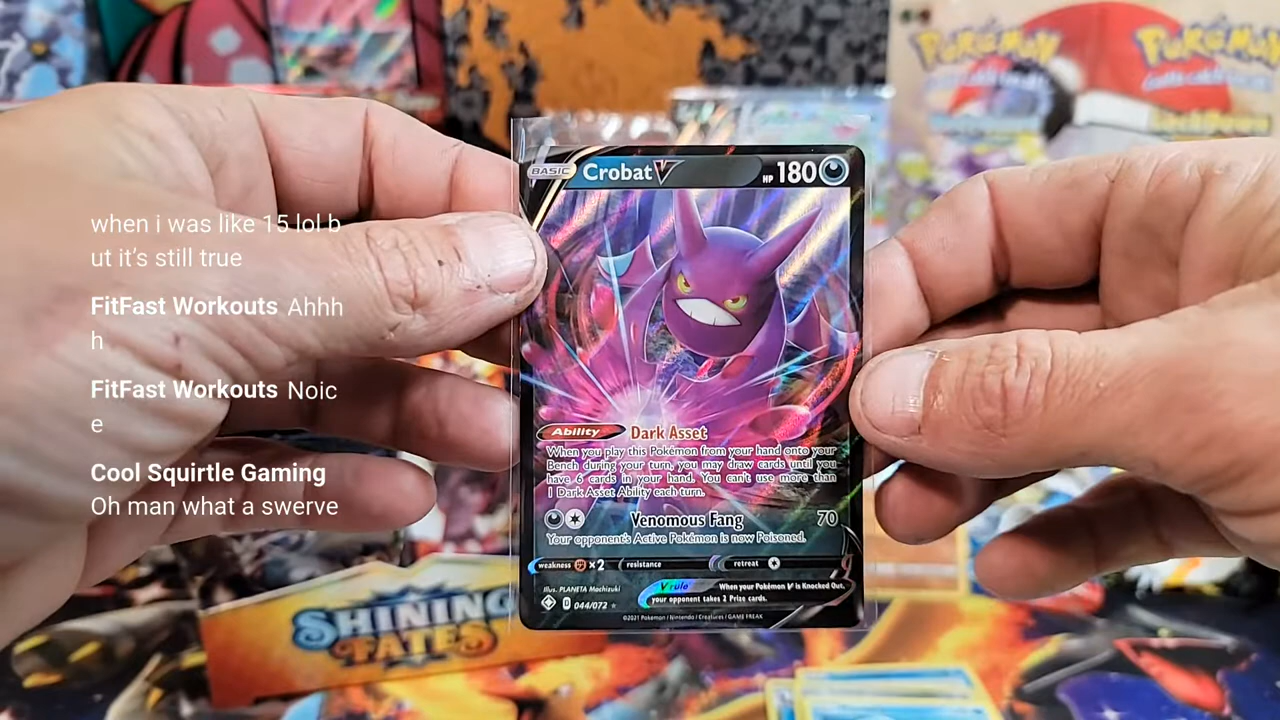 when i was like 15 lol b
ut it’s still true
FitFast Workouts Ahhh
h
FitFast Workouts Noic
e
Cool Squirtle Gaming
Oh man what a swerve
POKéMON
POKéMON
BASIC Crobat V HP 180
Ability Dark Asset
When you play this Pokémon from your hand onto your
Bench during your turn, you may draw cards until you
have 6 cards in your hand. You can't use more than
1 Dark Asset Ability each turn.
Venomous Fang 70
Your opponent's Active Pokémon is now Poisoned.
weakness ×2 resistance retreat
V rule When your Pokémon V is Knocked Out,
your opponent takes 2 Prize cards.
Illus. PLANETA Mochizuki
D 044/072 ★
©2021 Pokémon / Nintendo / Creatures / GAME FREAK
SHINING
FATES